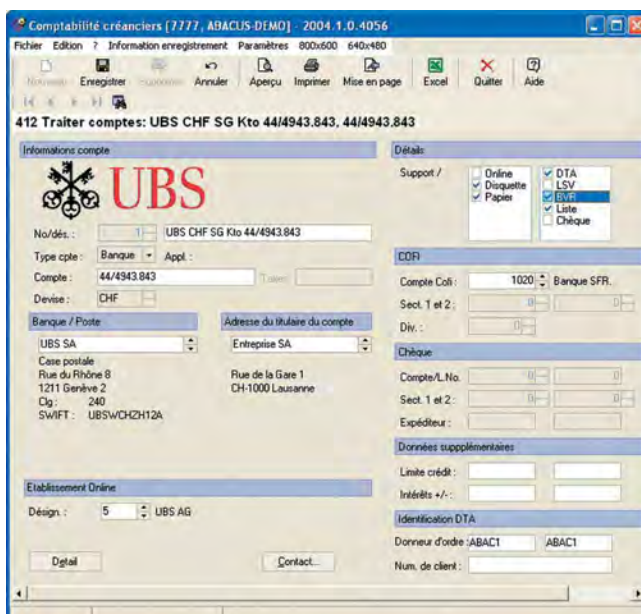 Comptabilité créanciers [7777, ABACUS-DEMO] - 2004.1.0.4056
Fichier Edition ? Information enregistrement Paramètres 800x600 640x480
Nouveau Enregistrer Supprimer Annuler Aperçu Imprimer Mise en page Excel Quitter Aide
412 Traiter comptes: UBS CHF SG Kto 44/4943.843, 44/4943.843
Informations compte
UBS
No/dés. : 1 UBS CHF SG Kto 44/4943.843
Type cpte : Banque Appl. :
Compte : 44/4943.843
Devise : CHF
Banque / Poste
UBS SA
Case postale
Rue du Rhône 8
1211 Genève 2
Clg : 240
SWIFT : UBSWCHZH12A
Adresse du titulaire du compte
Entreprise SA
Rue de la Gare 1
CH-1000 Lausanne
Etablissement Online
Désign. : 5 UBS AG
Detail Contact...
Détails
Support /
Online
Disquette
Papier
DTA
LSV
BVR
Liste
Chèque
COFI
Compte Cofi : 1020 Banque SFR.
Sect. 1 et 2 : 0 0
Div. : 0
Chèque
Compte/L.No. 0 0
Sect. 1 et 2 : 0 0
Expéditeur :
Données suppplémentaires
Limite crédit :
Intérêts +/- :
Identification DTA
Donneur d'ordre :ABAC1 ABAC1
Num. de client :